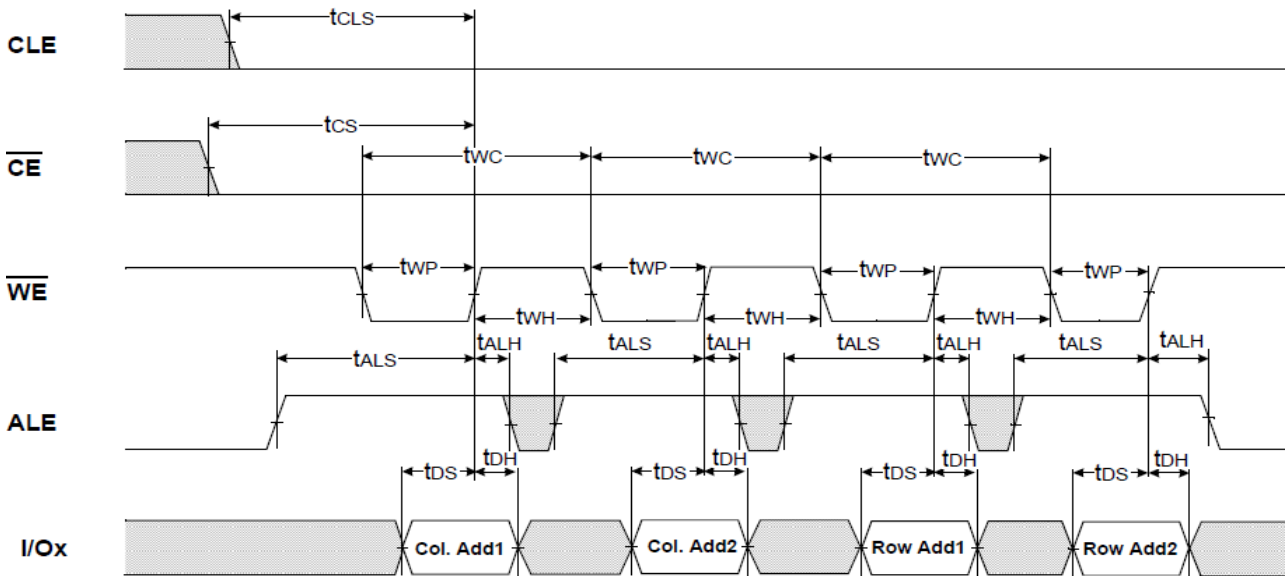 CLE
tCLS
CE
tCS
tWC tWC tWC
WE
tWP tWP tWP tWP
tWH tWH tWH
ALE
tALS tALH tALS tALH tALS tALH tALS tALH
tDS tDH tDS tDH tDS tDH tDS tDH
I/Ox
Col. Add1 Col. Add2 Row Add1 Row Add2